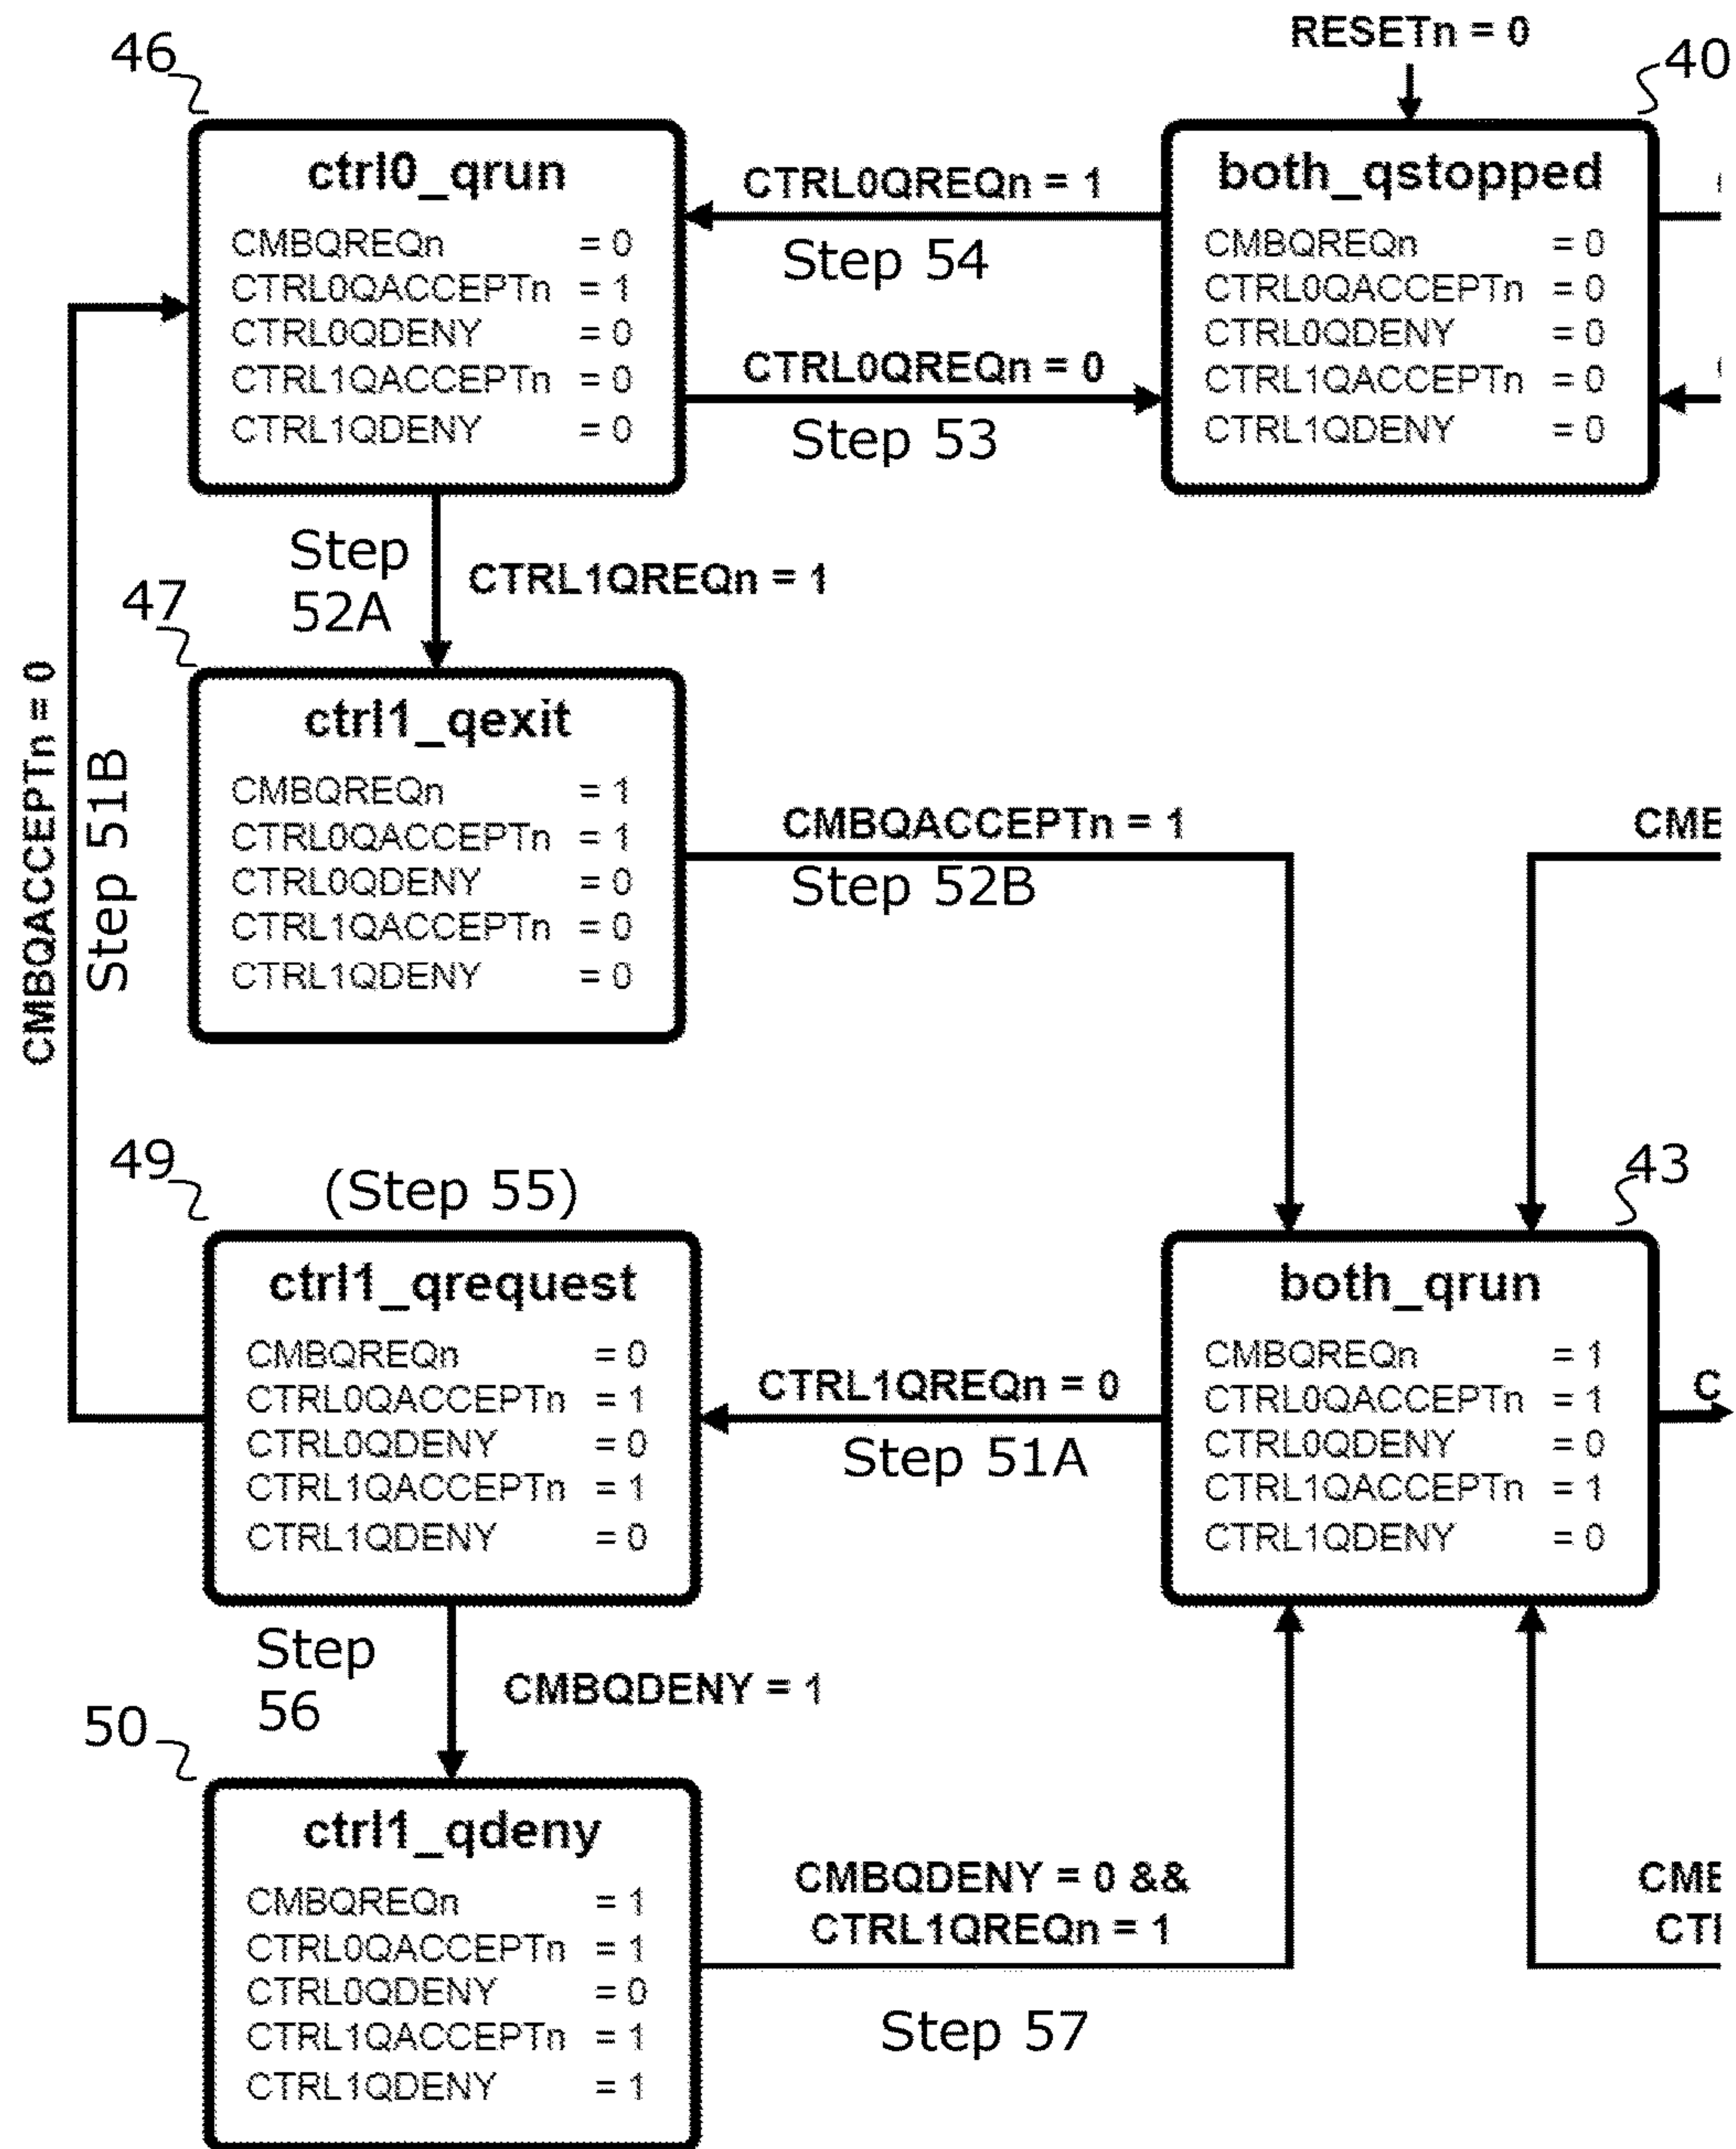 RESETn = 0
46
40
ctrl0_qrun
CMBQREQn = 0
CTRL0QACCEPTn = 1
CTRL0QDENY = 0
CTRL1QACCEPTn = 0
CTRL1QDENY = 0
CTRL0QREQn = 1
Step 54
CTRL0QREQn = 0
Step 53
both_qstopped
CMBQREQn = 0
CTRL0QACCEPTn = 0
CTRL0QDENY = 0
CTRL1QACCEPTn = 0
CTRL1QDENY = 0
Step
52A
CTRL1QREQn = 1
47
CMBQACCEPTn = 0
Step 51B
ctrl1_qexit
CMBQREQn = 1
CTRL0QACCEPTn = 1
CTRL0QDENY = 0
CTRL1QACCEPTn = 0
CTRL1QDENY = 0
CMBQACCEPTn = 1
Step 52B
CME
49
(Step 55)
43
ctrl1_qrequest
CMBQREQn = 0
CTRL0QACCEPTn = 1
CTRL0QDENY = 0
CTRL1QACCEPTn = 1
CTRL1QDENY = 0
CTRL1QREQn = 0
Step 51A
both_qrun
CMBQREQn = 1
CTRL0QACCEPTn = 1
CTRL0QDENY = 0
CTRL1QACCEPTn = 1
CTRL1QDENY = 0
C
Step
56
CMBQDENY = 1
50
ctrl1_qdeny
CMBQREQn = 1
CTRL0QACCEPTn = 1
CTRL0QDENY = 0
CTRL1QACCEPTn = 1
CTRL1QDENY = 1
CMBQDENY = 0 &&
CTRL1QREQn = 1
Step 57
CME
CTI